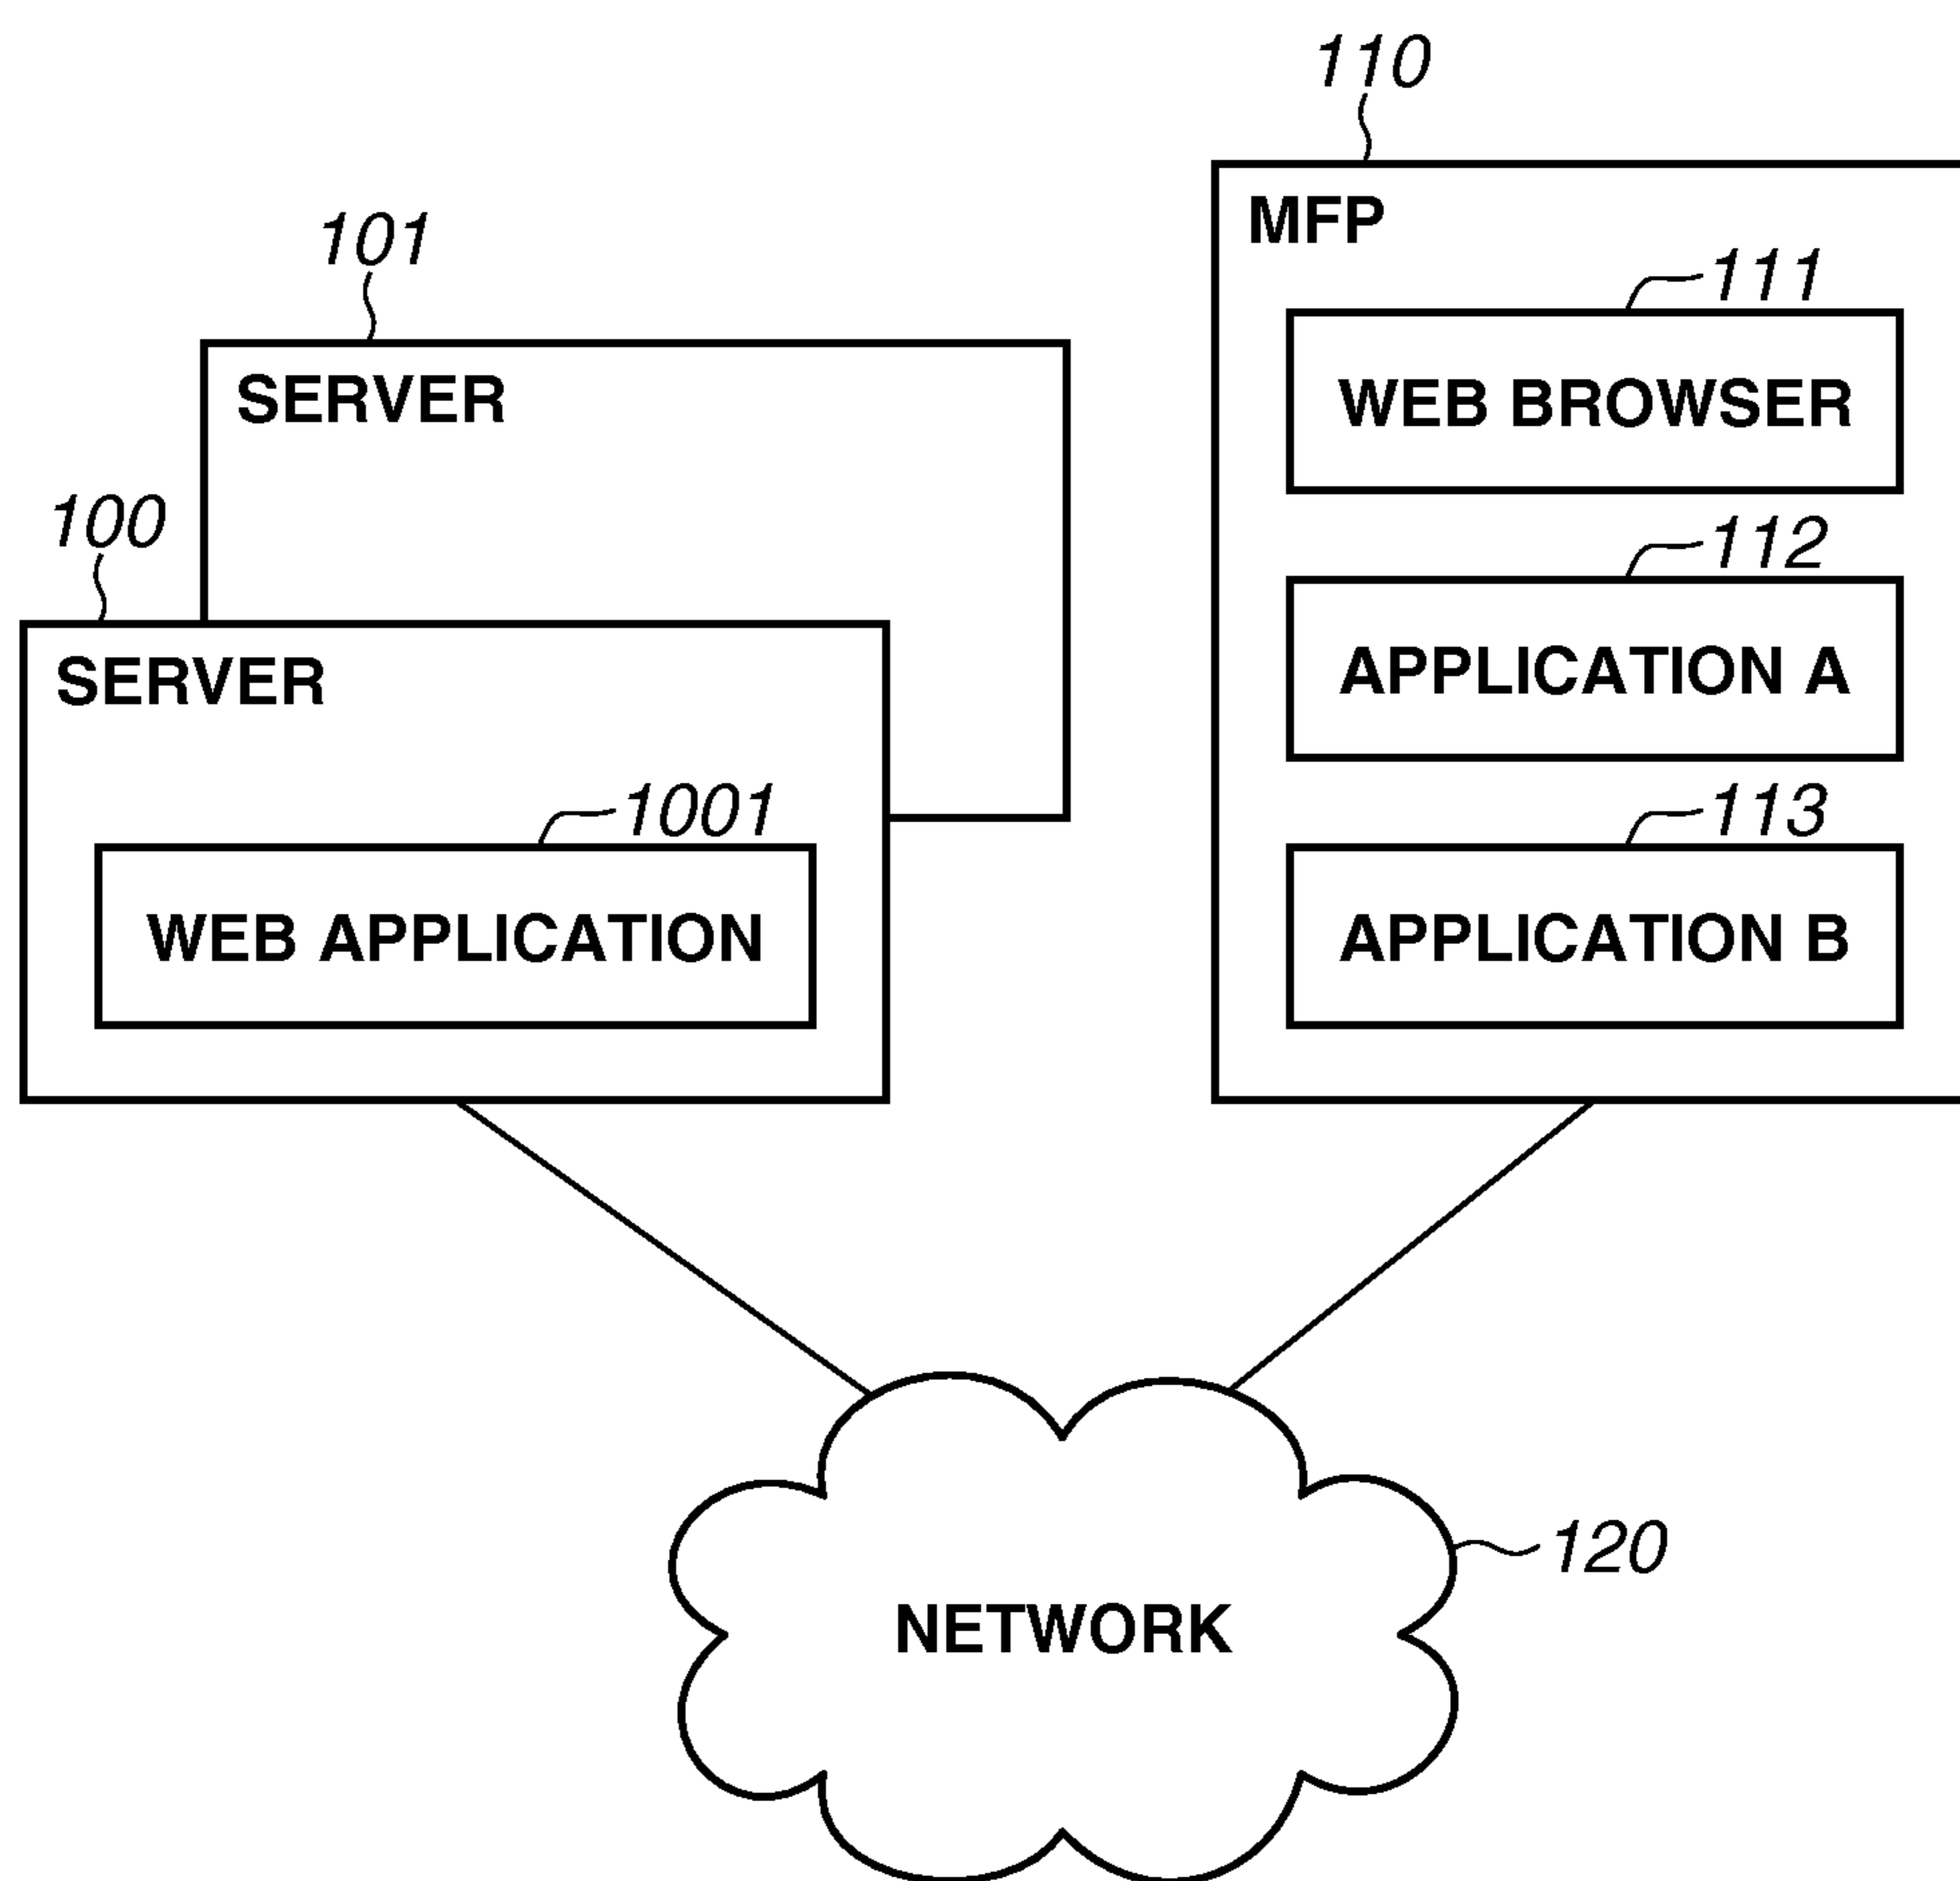 110
MFP
111
WEB BROWSER
112
APPLICATION A
113
APPLICATION B
101
SERVER
100
SERVER
1001
WEB APPLICATION
120
NETWORK